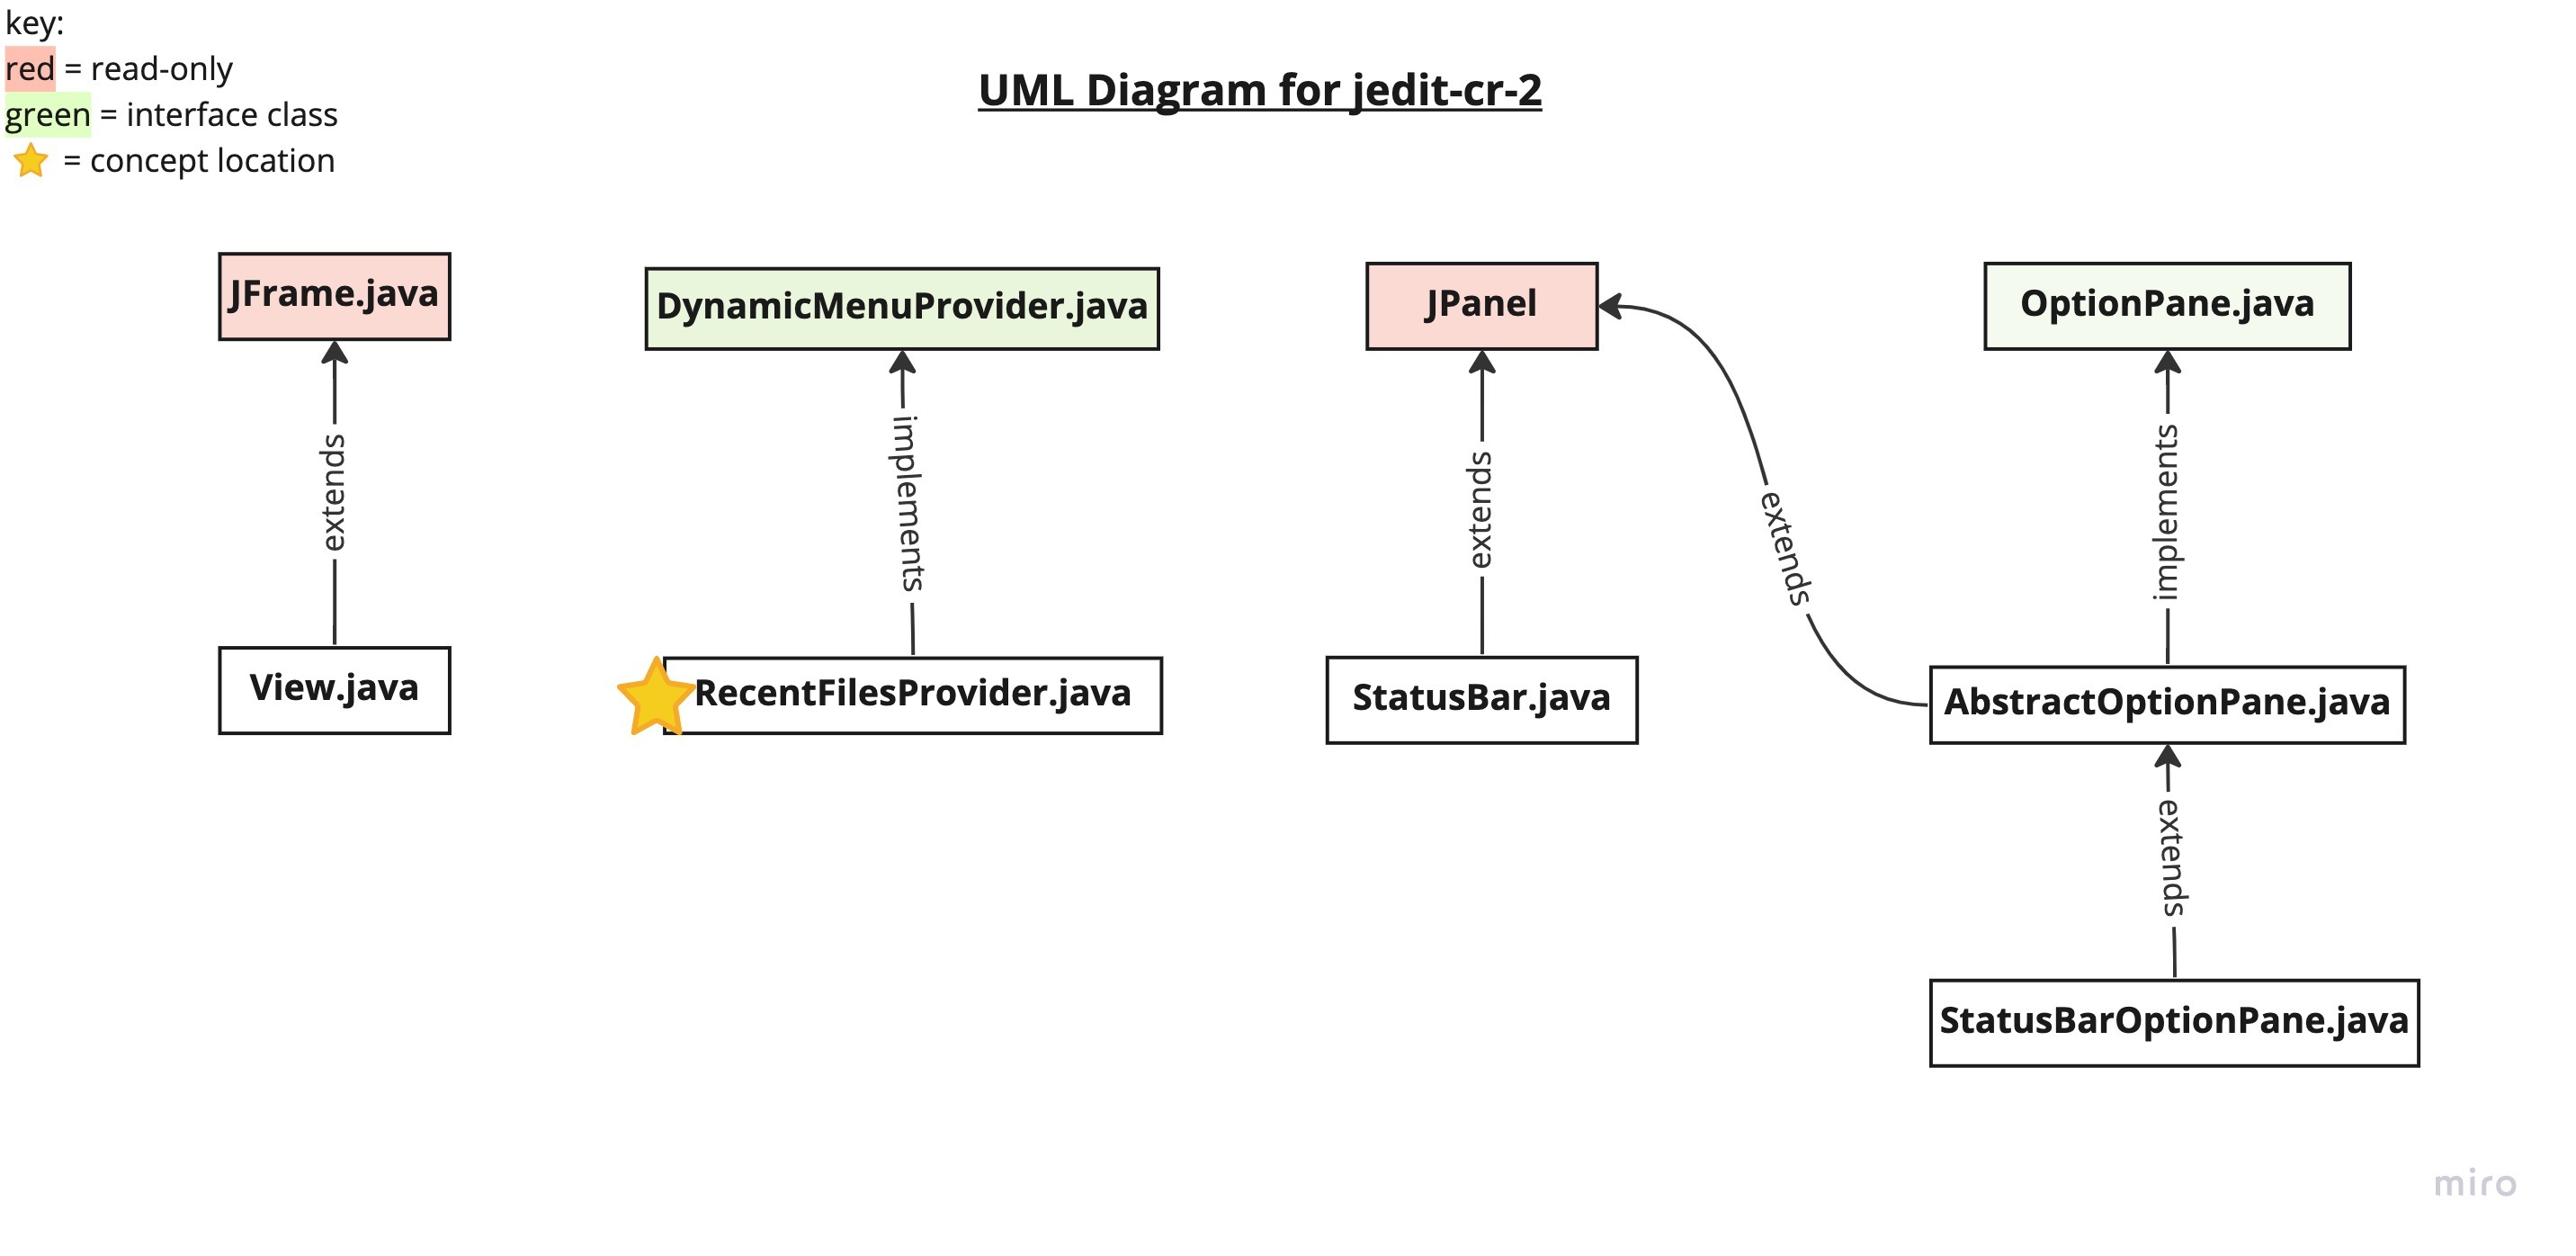 key:
red = read-only
green = interface class
= concept location
UML Diagram for jedit-cr-2
JFrame.java
DynamicMenuProvider.java
JPanel
OptionPane.java
extends
implements
extends
extends
implements
View.java
RecentFilesProvider.java
StatusBar.java
AbstractOptionPane.java
extends
StatusBarOptionPane.java
miro